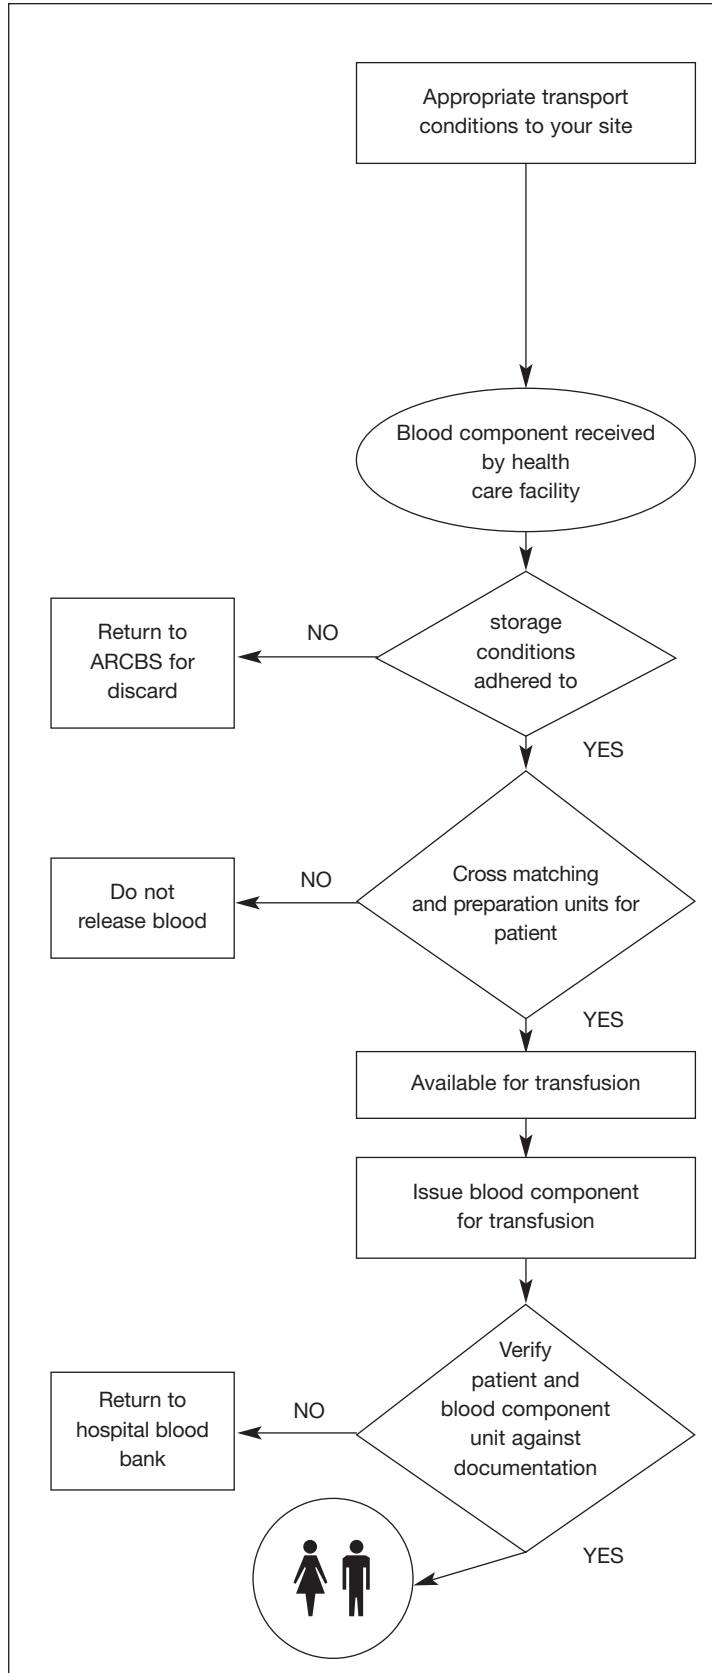 Appropriate transport
conditions to your site
Blood component received
by health
care facility
storage
conditions
adhered to
NO
Return to
ARCBS for
discard
YES
Cross matching
and preparation units for
patient
NO
Do not
release blood
YES
Available for transfusion
Issue blood component
for transfusion
Verify
patient and
blood component
unit against
documentation
NO
Return to
hospital blood
bank
YES